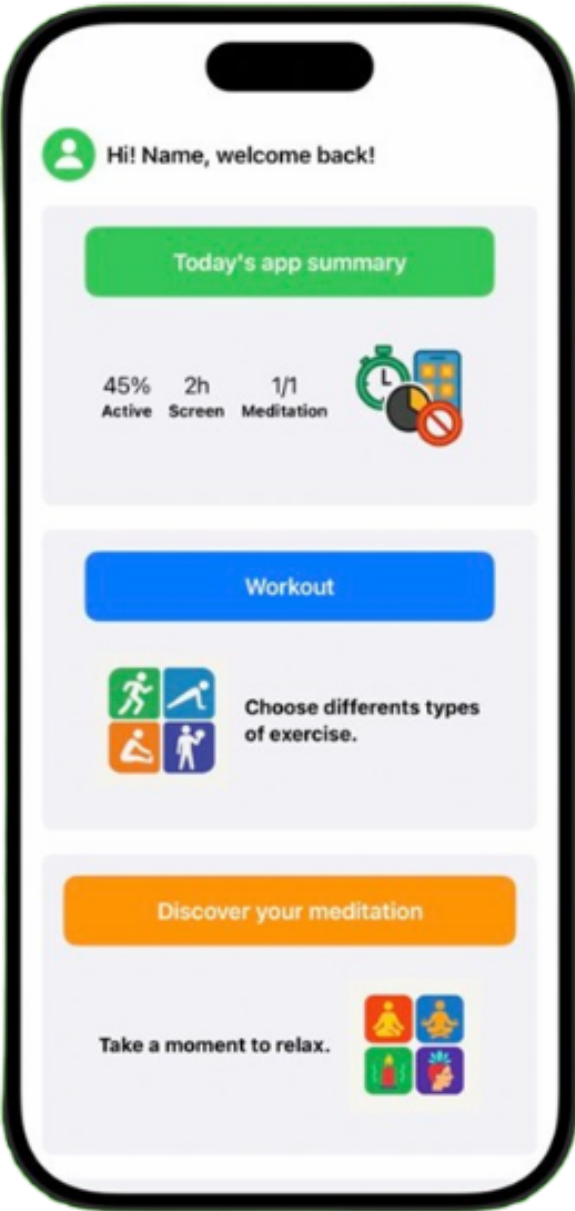 Hi! Name, welcome back!
Today's app summary
45% 2h 1/1
Active Screen Meditation
Workout
Choose differents types
of exercise.
Discover your meditation
Take a moment to relax.